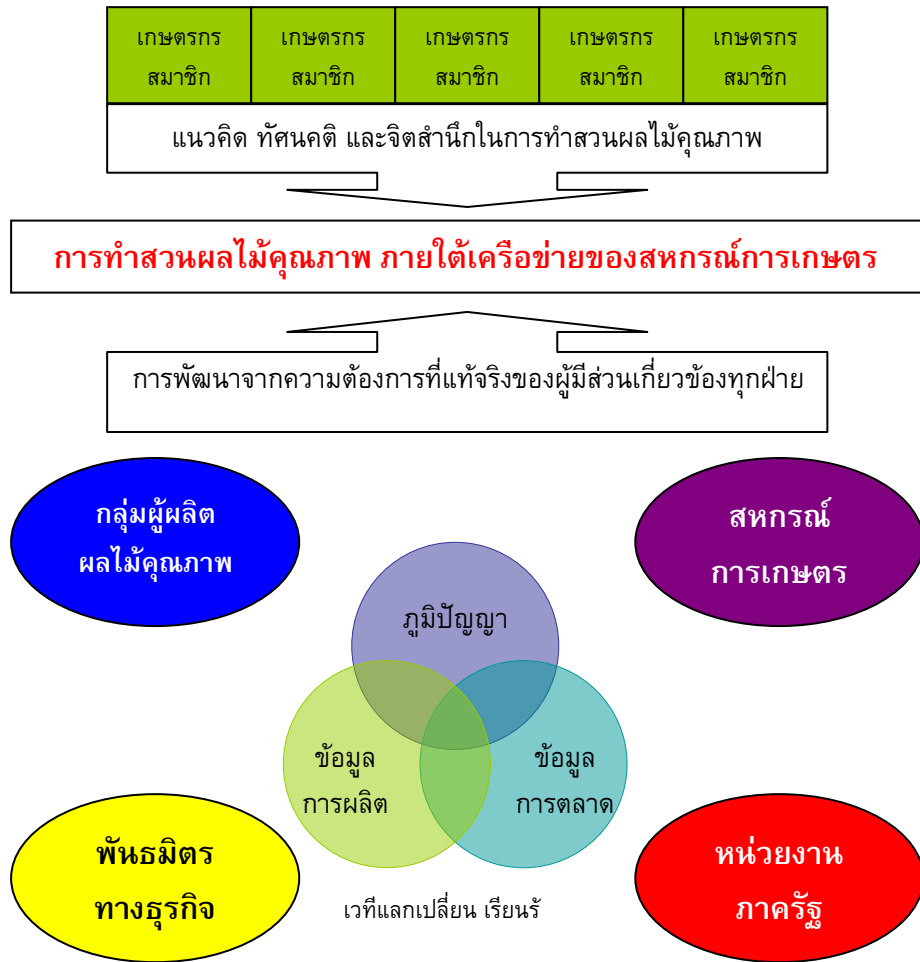 เกษตรกร เกษตรกร เกษตรกร เกษตรกร เกษตรกร
สมาชิก สมาชิก สมาชิก สมาชิก สมาชิก
แนวคิด ทัศนคติ และจิตสำนึกในการทำสวนผลไม้คุณภาพ
การทำสวนผลไม้คุณภาพ ภายใต้เครือข่ายของสหกรณ์การเกษตร
การพัฒนาจากความต้องการที่แท้จริงของผู้มีส่วนเกี่ยวข้องทุกฝ่าย
กลุ่มผู้ผลิต
ผลไม้คุณภาพ
สหกรณ์
การเกษตร
ภูมิปัญญา
ข้อมูล
การผลิต
ข้อมูล
การตลาด
พันธมิตร
ทางธุรกิจ
หน่วยงาน
ภาครัฐ
เวทีแลกเปลี่ยน เรียนร้